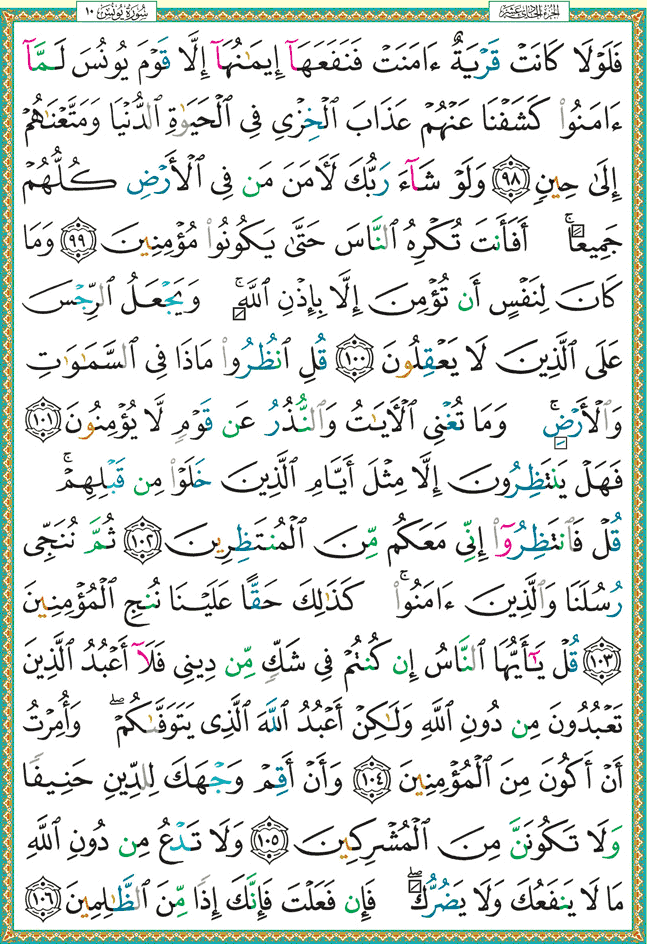 الجزء الحادي عشر
سورة يونس ١٠
فَلَوْلَا كَانَتْ قَرْيَةٌ ءَامَنَتْ فَنَفَعَهَآ إِيمَـٰنُهَآ إِلَّا قَوْمَ يُونُسَ لَمَّآ
ءَامَنُوا۟ كَشَفْنَا عَنْهُمْ عَذَابَ ٱلْخِزْىِ فِى ٱلْحَيَوٰةِ ٱلدُّنْيَا وَمَتَّعْنَـٰهُمْ
إِلَىٰ حِينٍ ﴿٩٨﴾ وَلَوْ شَآءَ رَبُّكَ لَـَٔامَنَ مَن فِى ٱلْأَرْضِ كُلُّهُمْ
جَمِيعًا ۚ أَفَأَنتَ تُكْرِهُ ٱلنَّاسَ حَتَّىٰ يَكُونُوا۟ مُؤْمِنِينَ ﴿٩٩﴾ وَمَا
كَانَ لِنَفْسٍ أَن تُؤْمِنَ إِلَّا بِإِذْنِ ٱللَّهِ ۚ وَيَجْعَلُ ٱلرِّجْسَ
عَلَى ٱلَّذِينَ لَا يَعْقِلُونَ ﴿١٠٠﴾ قُلِ ٱنظُرُوا۟ مَاذَا فِى ٱلسَّمَـٰوَٰتِ
وَٱلْأَرْضِ ۚ وَمَا تُغْنِى ٱلْـَٔايَـٰتُ وَٱلنُّذُرُ عَن قَوْمٍ لَّا يُؤْمِنُونَ ﴿١٠١﴾
فَهَلْ يَنتَظِرُونَ إِلَّا مِثْلَ أَيَّامِ ٱلَّذِينَ خَلَوْا۟ مِن قَبْلِهِمْ ۚ
قُلْ فَٱنتَظِرُوٓا۟ إِنِّى مَعَكُم مِّنَ ٱلْمُنتَظِرِينَ ﴿١٠٢﴾ ثُمَّ نُنَجِّى
رُسُلَنَا وَٱلَّذِينَ ءَامَنُوا۟ ۚ كَذَٰلِكَ حَقًّا عَلَيْنَا نُنجِ ٱلْمُؤْمِنِينَ
﴿١٠٣﴾ قُلْ يَـٰٓأَيُّهَا ٱلنَّاسُ إِن كُنتُمْ فِى شَكٍّ مِّن دِينِى فَلَآ أَعْبُدُ ٱلَّذِينَ
تَعْبُدُونَ مِن دُونِ ٱللَّهِ وَلَـٰكِنْ أَعْبُدُ ٱللَّهَ ٱلَّذِى يَتَوَفَّىٰكُمْ ۖ وَأُمِرْتُ
أَنْ أَكُونَ مِنَ ٱلْمُؤْمِنِينَ ﴿١٠٤﴾ وَأَنْ أَقِمْ وَجْهَكَ لِلدِّينِ حَنِيفًا
وَلَا تَكُونَنَّ مِنَ ٱلْمُشْرِكِينَ ﴿١٠٥﴾ وَلَا تَدْعُ مِن دُونِ ٱللَّهِ
مَا لَا يَنفَعُكَ وَلَا يَضُرُّكَ ۖ فَإِن فَعَلْتَ فَإِنَّكَ إِذًا مِّنَ ٱلظَّـٰلِمِينَ ﴿١٠٦﴾